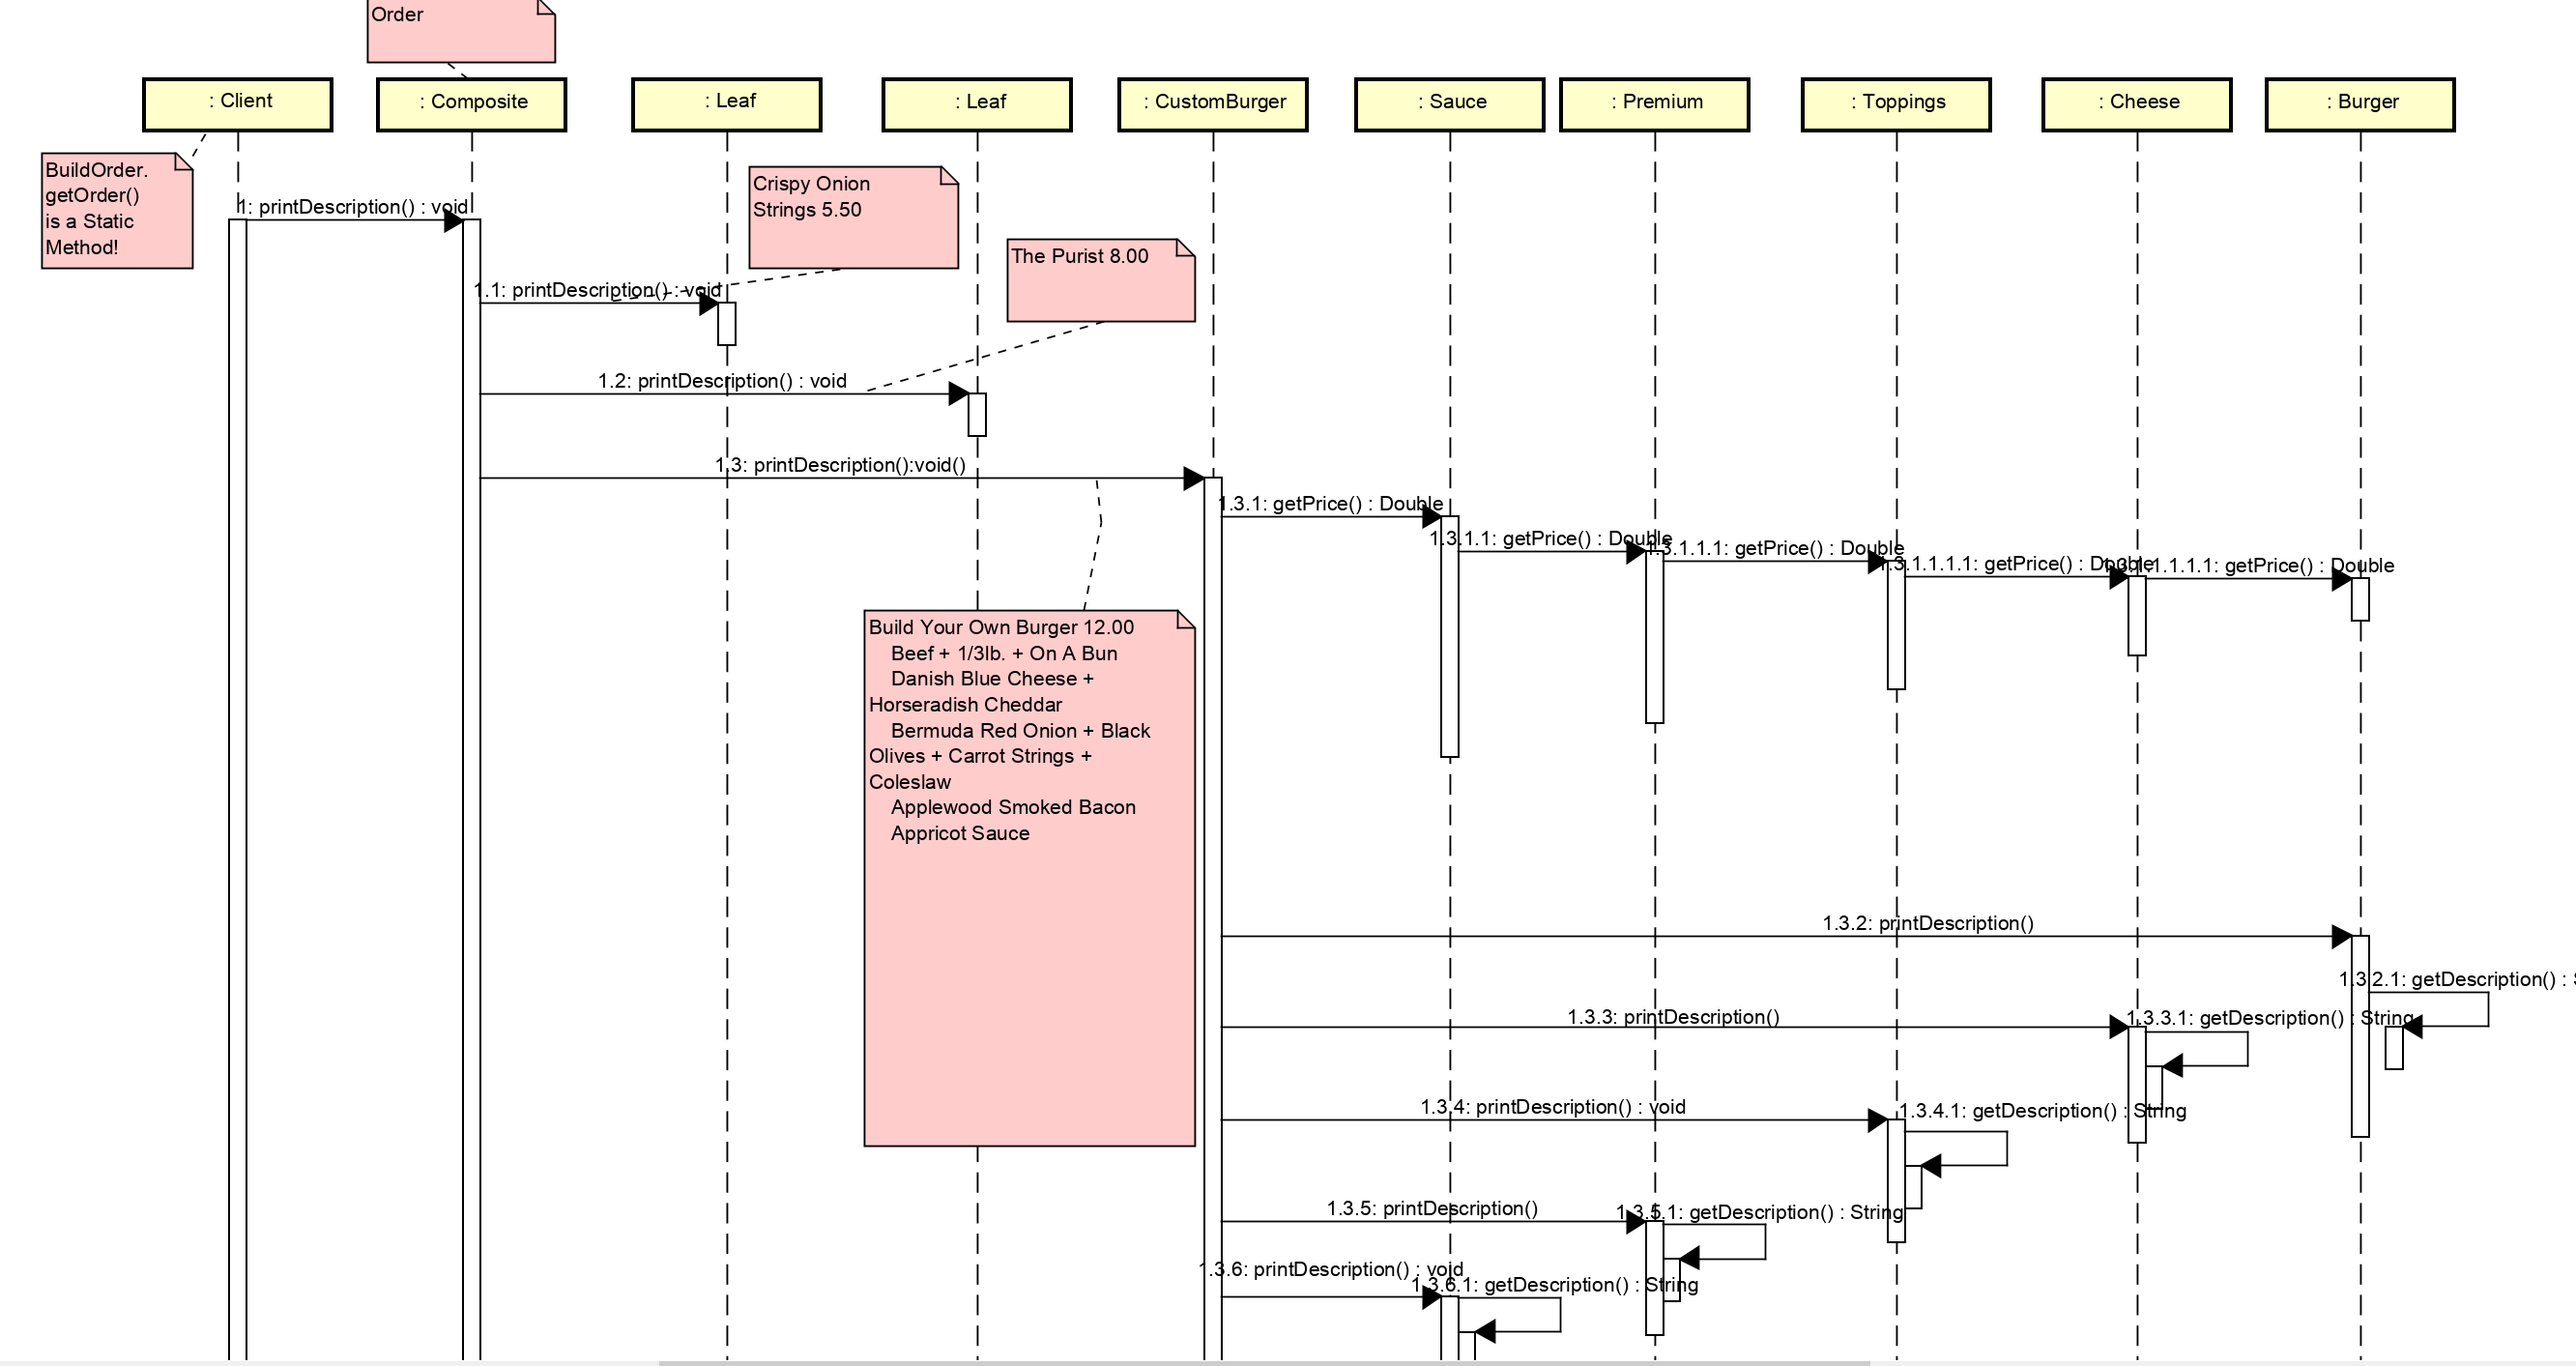 Order
: Client
: Composite
: Leaf
: Leaf
: CustomBurger
: Sauce
: Premium
: Toppings
: Cheese
: Burger
BuildOrder.
getOrder()
is a Static
Method!
1: printDescription() : void
Crispy Onion
Strings 5.50
The Purist 8.00
1.1: printDescription() : void
1.2: printDescription() : void
1.3: printDescription():void()
1.3.1: getPrice() : Double
1.3.1.1: getPrice() : Double
1.3.1.1.1: getPrice() : Double
1.3.1.1.1.1: getPrice() : Double
1.3.1.1.1.1.1: getPrice() : Double
Build Your Own Burger 12.00
Beef + 1/3lb. + On A Bun
Danish Blue Cheese +
Horseradish Cheddar
Bermuda Red Onion + Black
Olives + Carrot Strings +
Coleslaw
Applewood Smoked Bacon
Appricot Sauce
1.3.2: printDescription()
1.3.2.1: getDescription() :
1.3.3: printDescription()
1.3.3.1: getDescription() : String
1.3.4: printDescription() : void
1.3.4.1: getDescription() : String
1.3.5: printDescription()
1.3.5.1: getDescription() : String
1.3.6: printDescription() : void
1.3.6.1: getDescription() : String